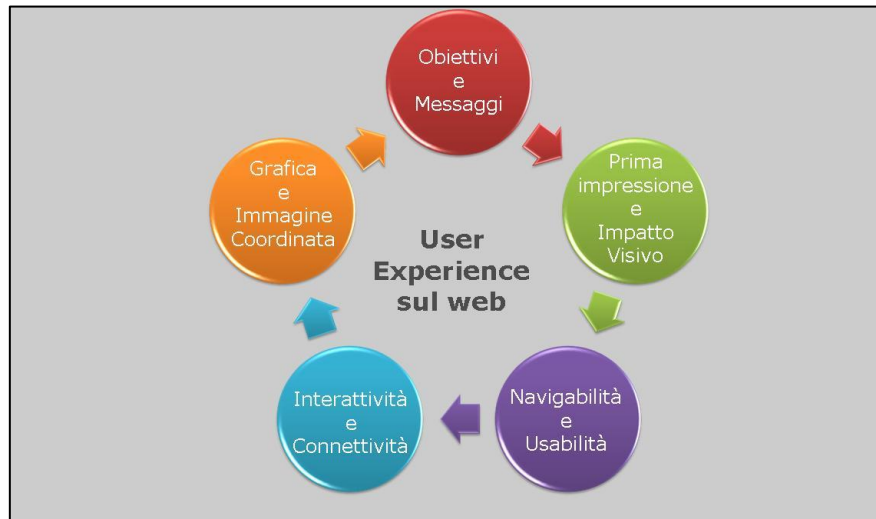 Obiettivi
e
Messaggi
Prima
impressione
e
Impatto
Visivo
Navigabilità
e
Usabilità
Interattività
e
Connettività
Grafica
e
Immagine
Coordinata
User
Experience
sul web